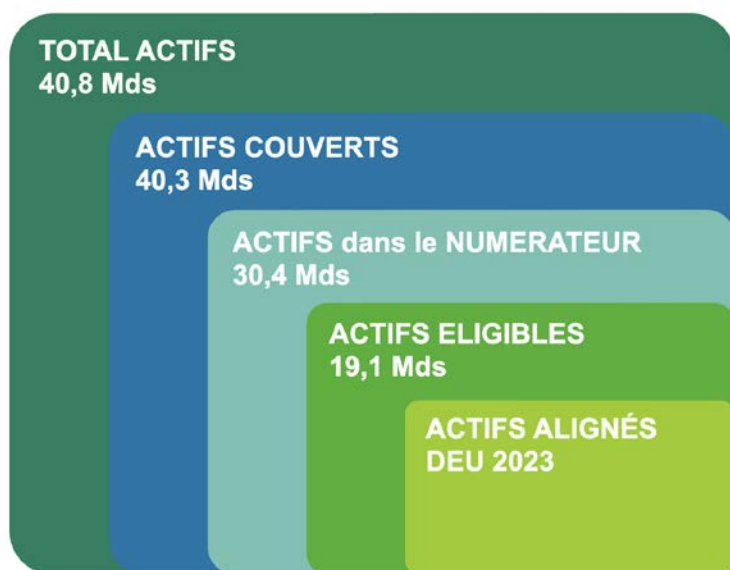 TOTAL ACTIFS
40,8 Mds
ACTIFS COUVERTS
40,3 Mds
ACTIFS dans le NUMERATEUR
30,4 Mds
ACTIFS ELIGIBLES
19,1 Mds
ACTIFS ALIGNÉS
DEU 2023